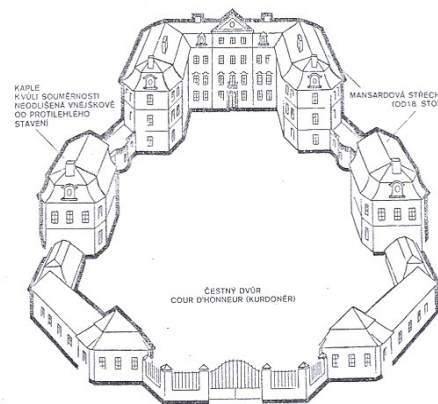 KAPLE
KVŮLI SOUMĚRNOSTI
NEODLIŠENÁ VNĚJŠKOVĚ
OD PROTILEHLÉHO
STAVENÍ
MANSARDOVÁ STŘECH
(OD 18. STO
ČESTNÝ DVŮR
COUR D'HONNEUR (KURDONÉR)